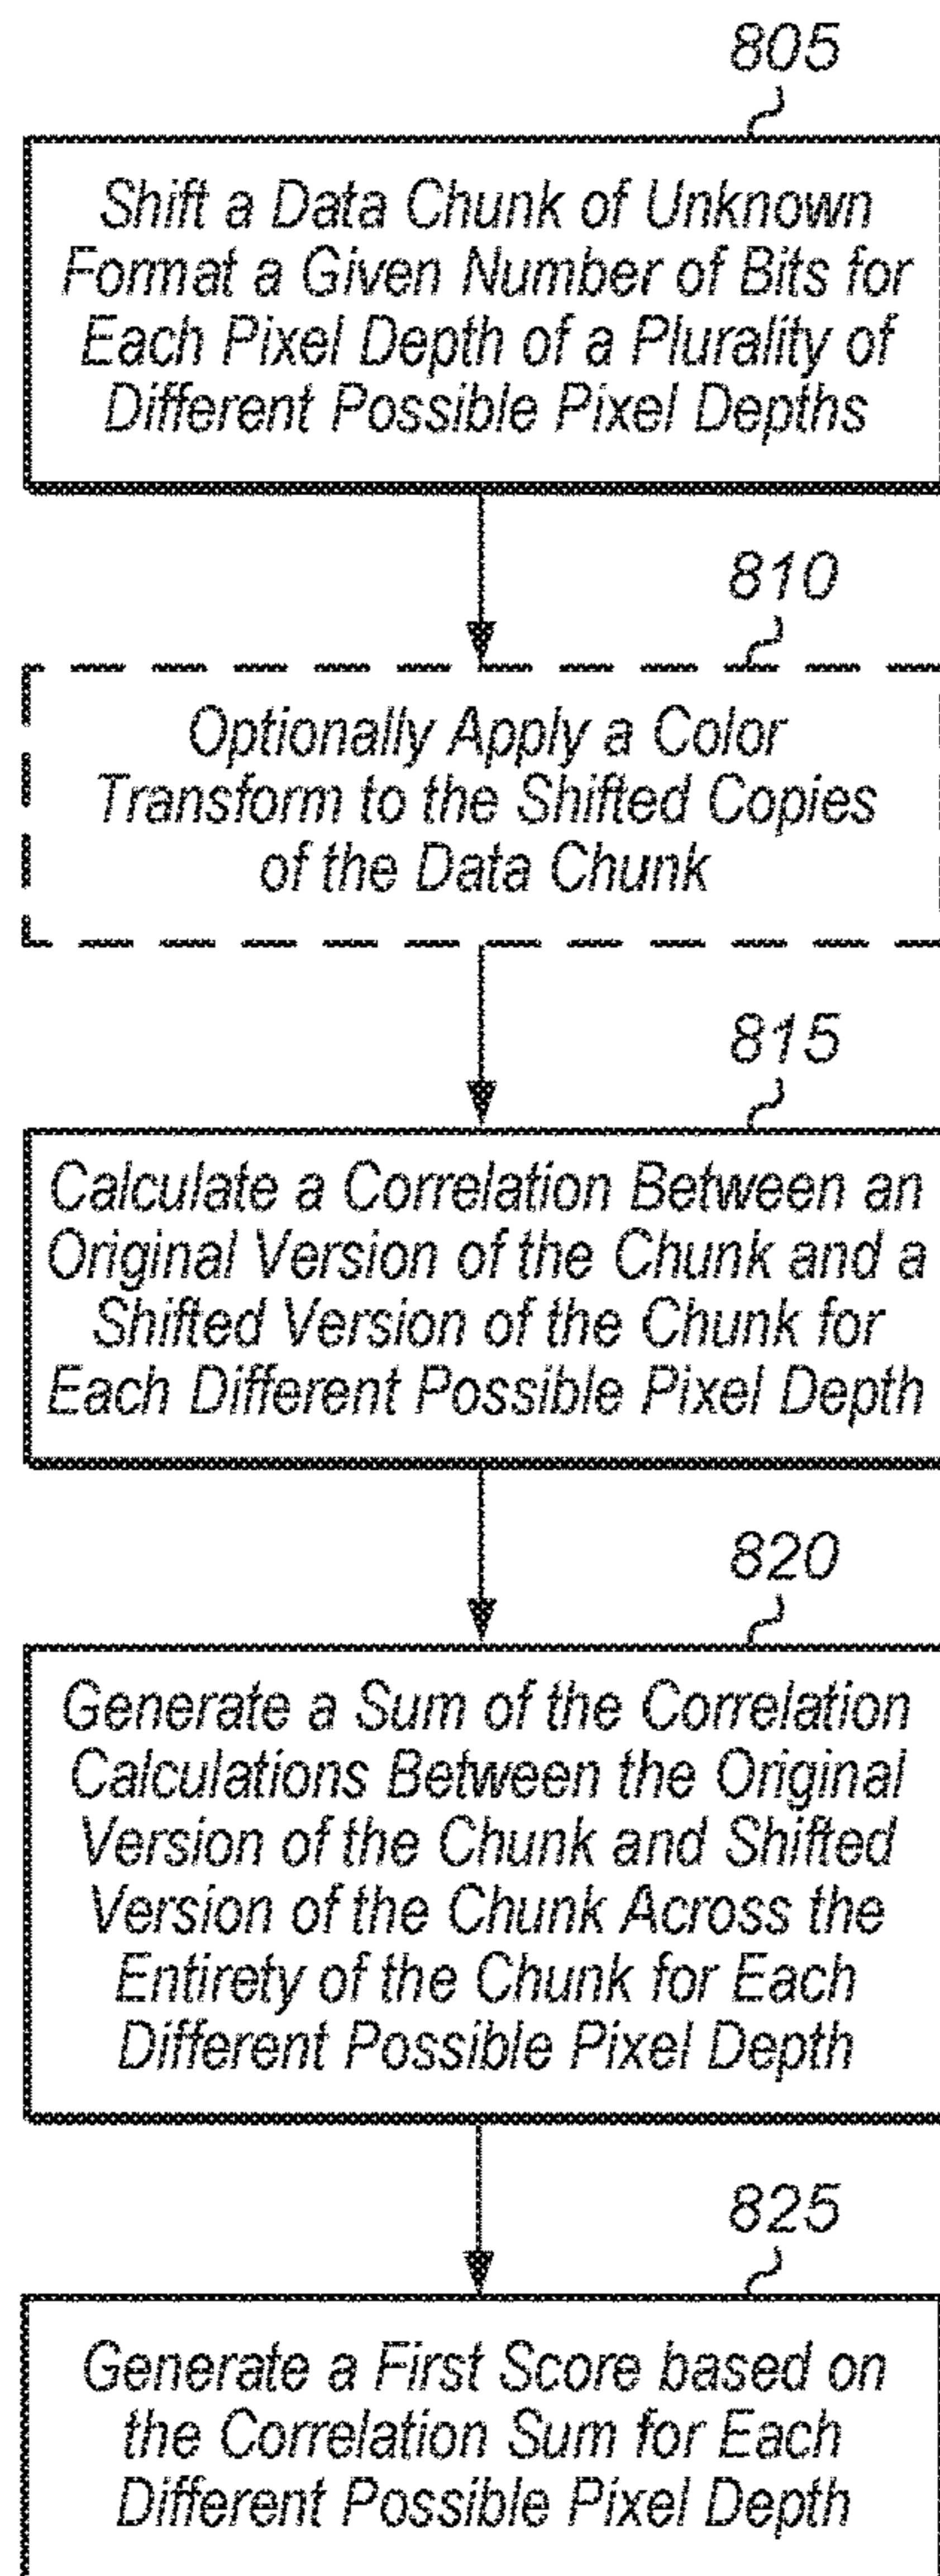 805
Shift a Data Chunk of Unknown
Format a Given Number of Bits for
Each Pixel Depth of a Plurality of
Different Possible Pixel Depths
810
Optionally Apply a Color
Transform to the Shifted Copies
of the Data Chunk
815
Calculate a Correlation Between an
Original Version of the Chunk and a
Shifted Version of the Chunk for
Each Different Possible Pixel Depth
820
Generate a Sum of the Correlation
Calculations Between the Original
Version of the Chunk and Shifted
Version of the Chunk Across the
Entirety of the Chunk for Each
Different Possible Pixel Depth
825
Generate a First Score based on
the Correlation Sum for Each
Different Possible Pixel Depth